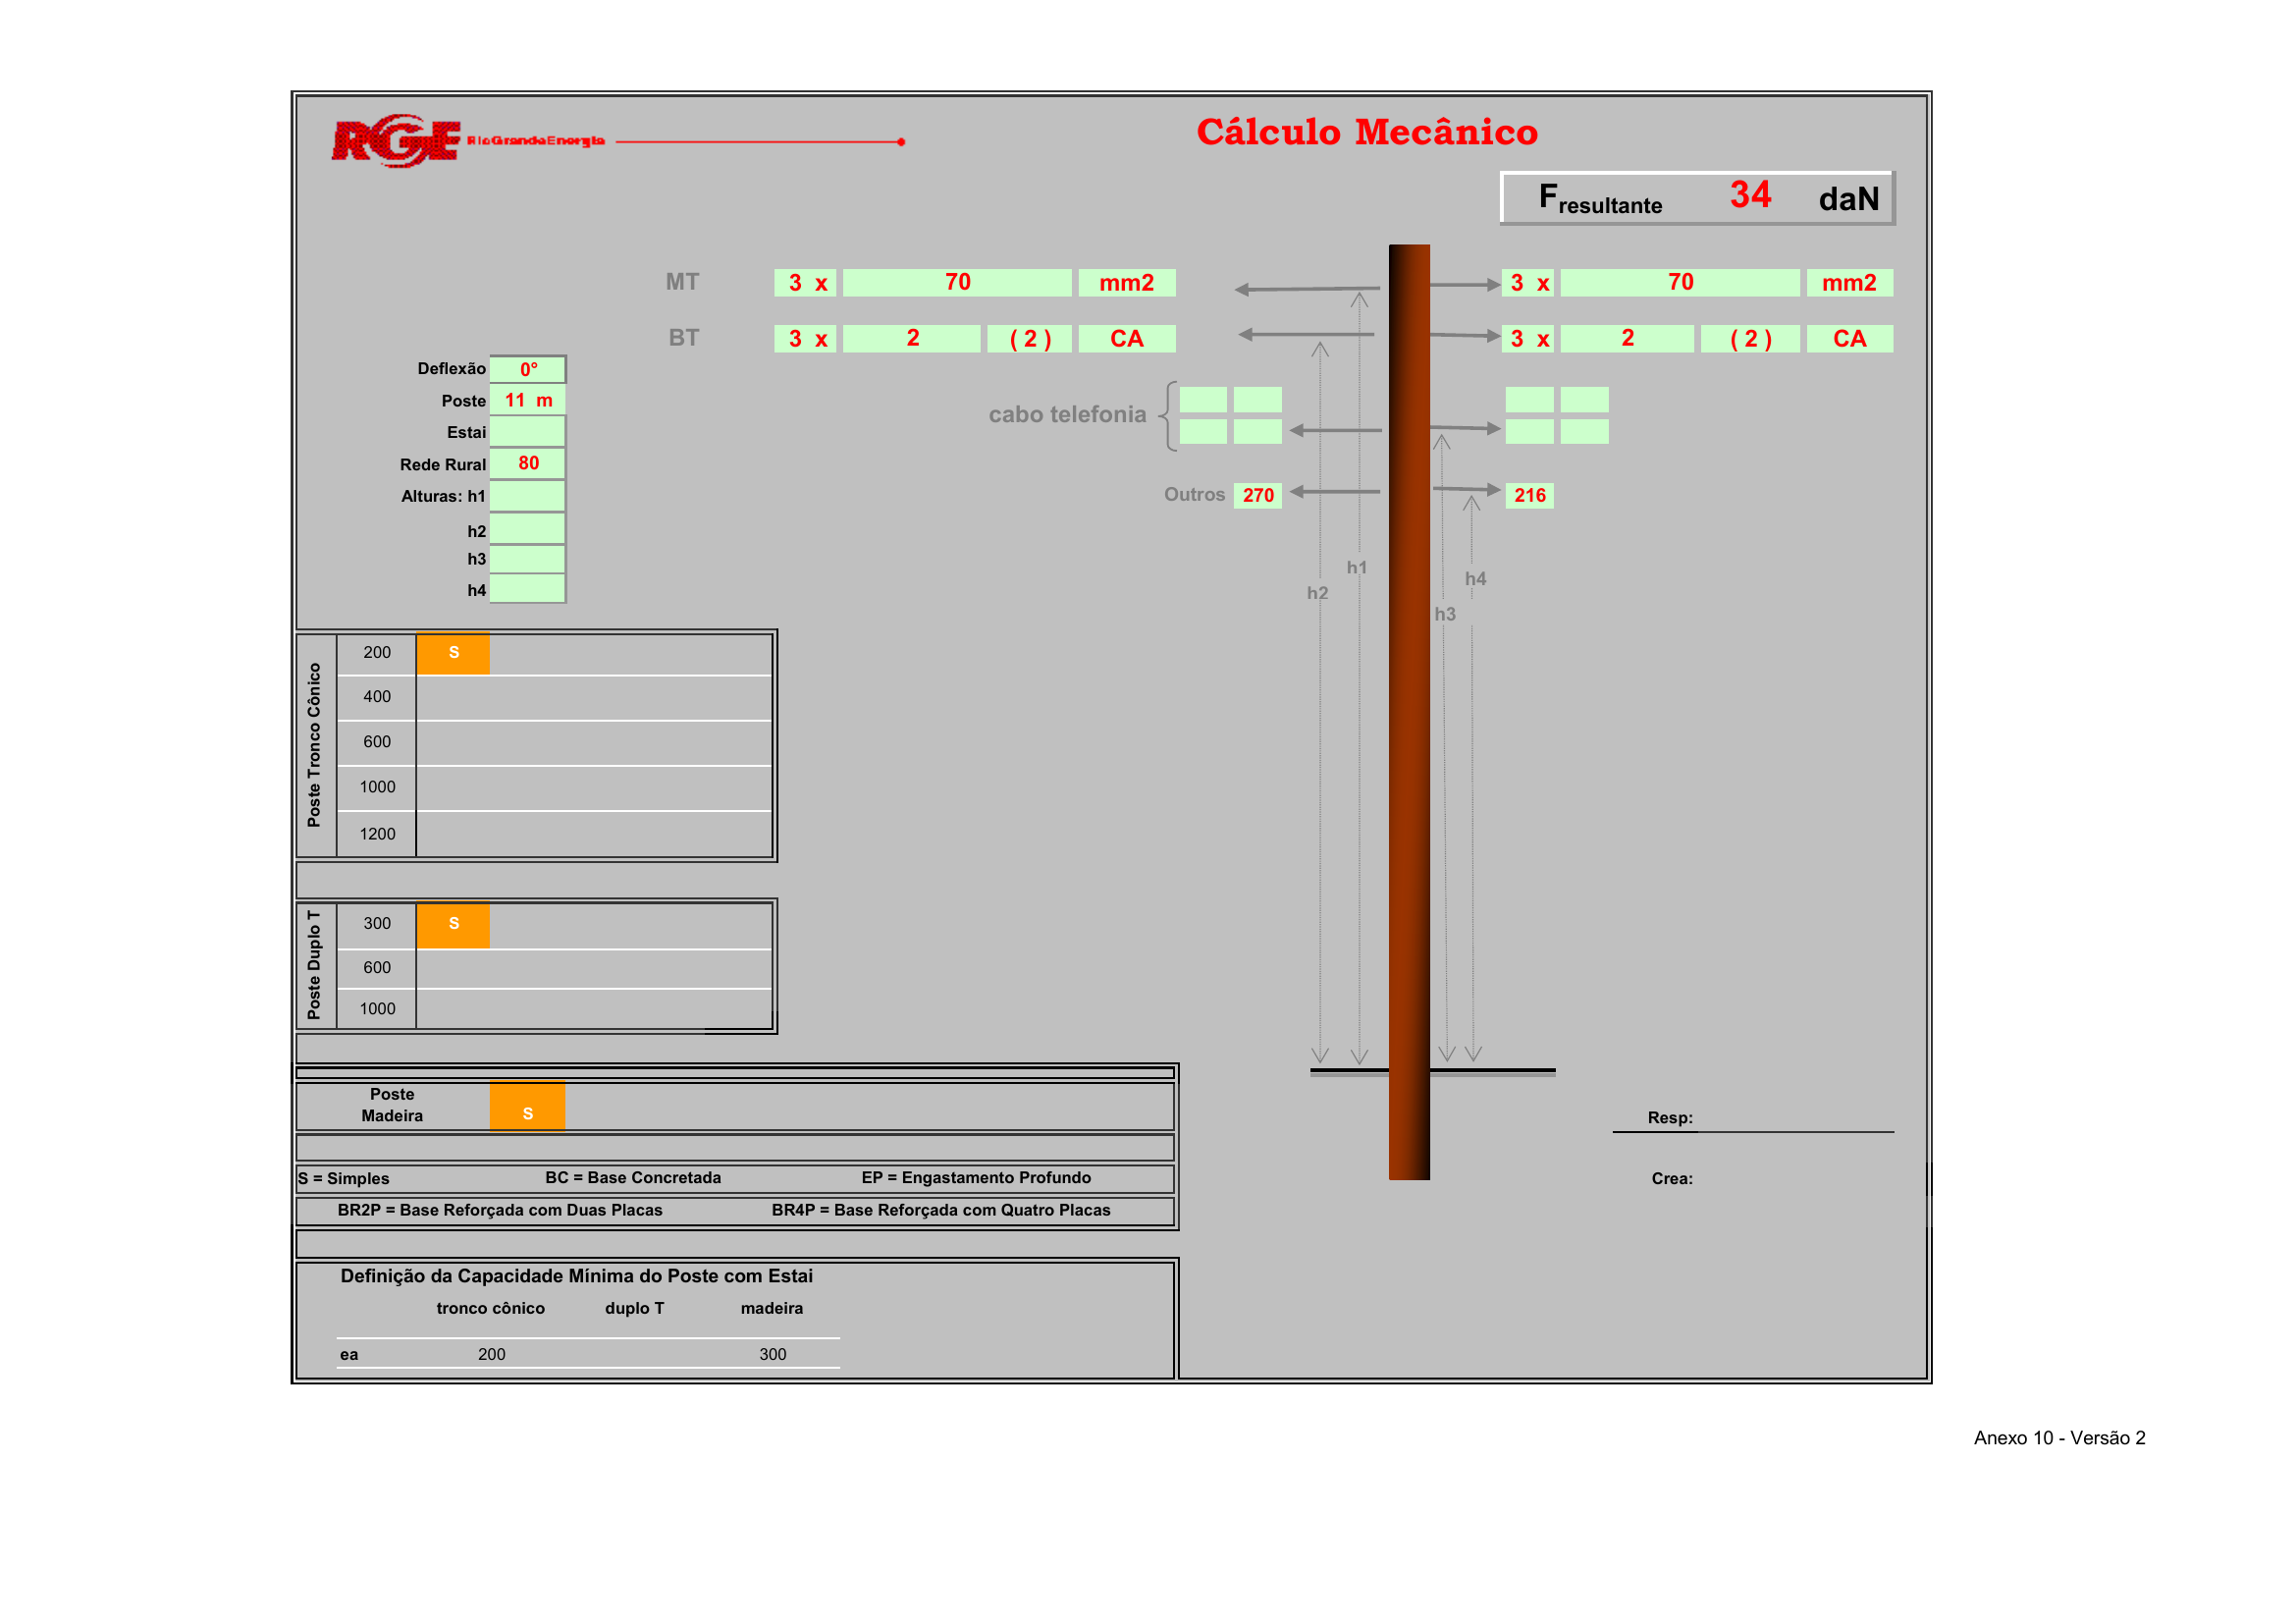 RGE RioGrandeEnergia
Cálculo Mecânico
Fresultante 34 daN
MT 3 x 70 mm2 3 x 70 mm2
BT 3 x 2 ( 2 ) CA 3 x 2 ( 2 ) CA
Deflexão 0°
Poste 11 m
cabo telefonia
Estai
Rede Rural 80
Alturas: h1
Outros 270 216
h2
h3
h4
h1
h2
h4
h3
Poste Tronco Cônico
200 S
400
600
1000
1200
Poste Duplo T
300 S
600
1000
Poste
Madeira
S
Resp:
S = Simples BC = Base Concretada EP = Engastamento Profundo
Crea:
BR2P = Base Reforçada com Duas Placas BR4P = Base Reforçada com Quatro Placas
Definição da Capacidade Mínima do Poste com Estai
tronco cônico duplo T madeira
ea 200 300
Anexo 10 - Versão 2